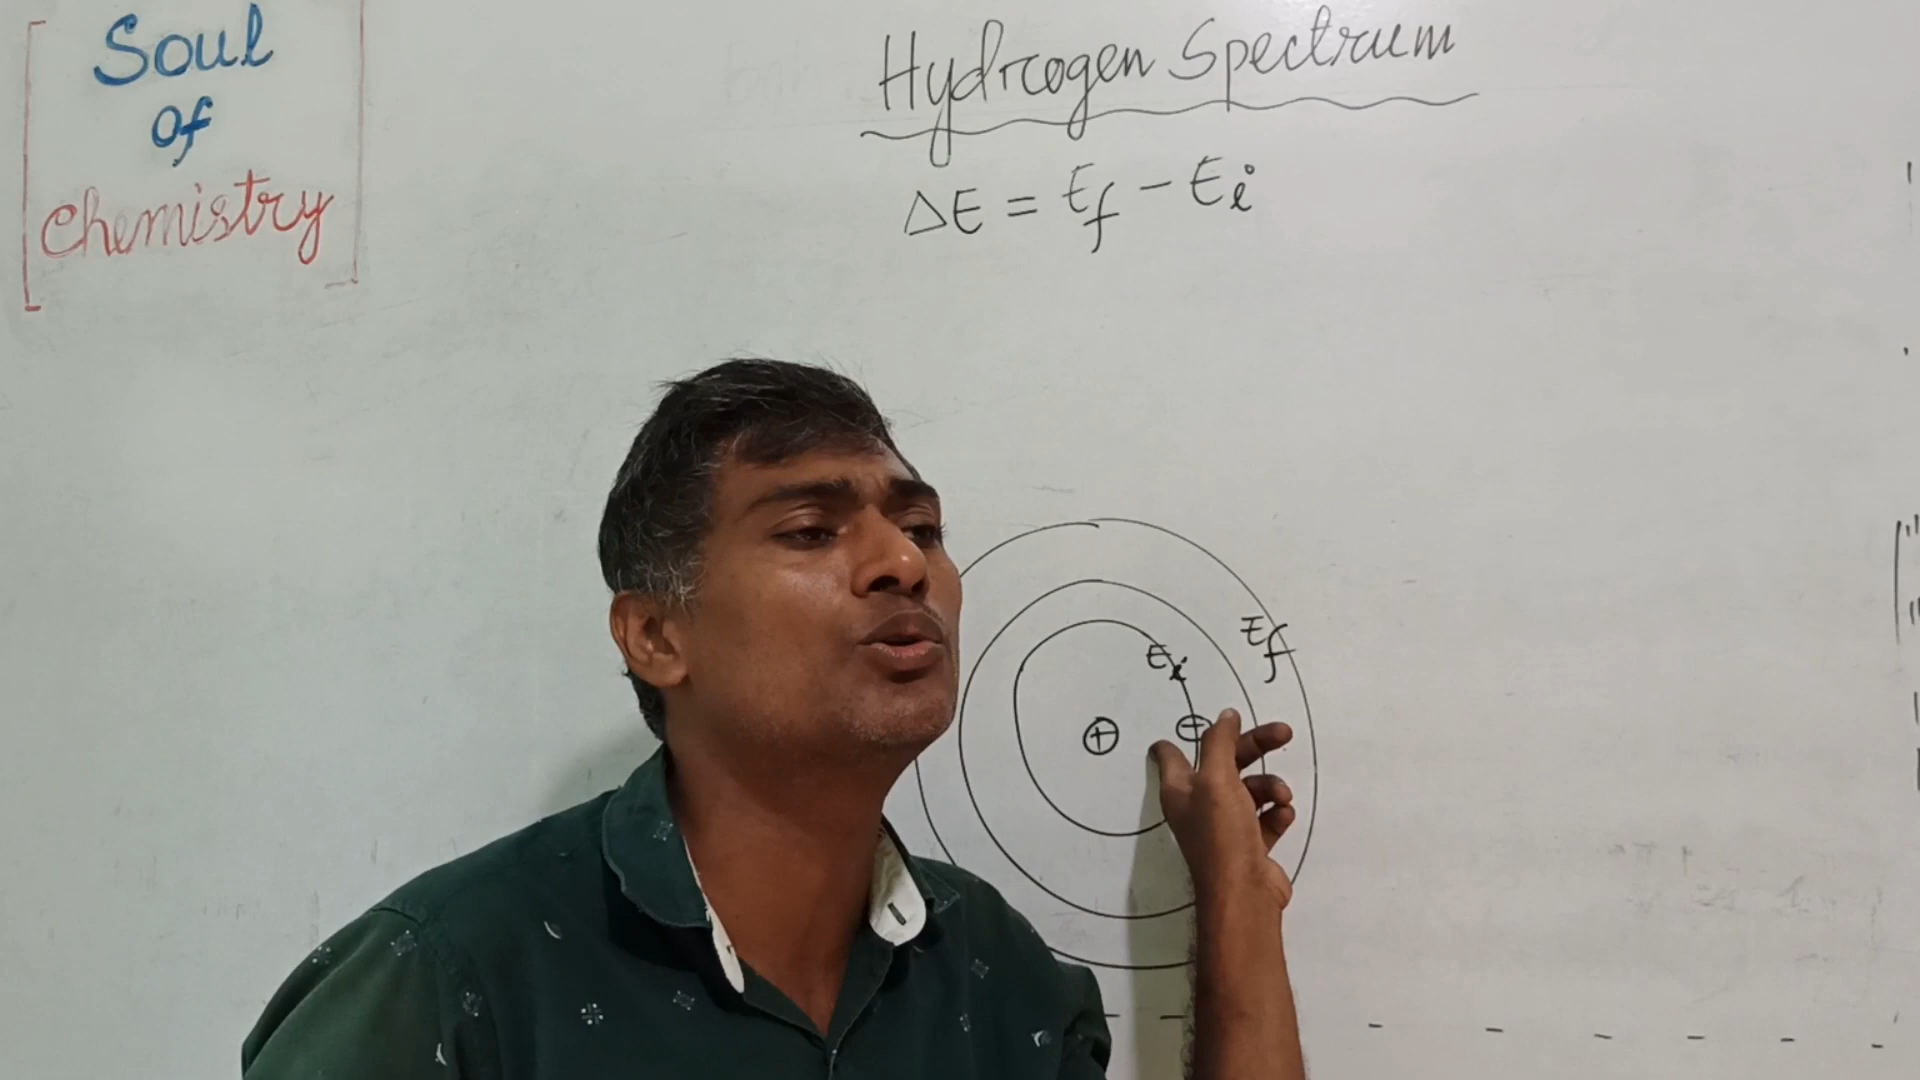 Soul
Of
Chemistry
Hydrogen Spectrum
ΔE = Ef - Ei
Ef
Ei
+
-